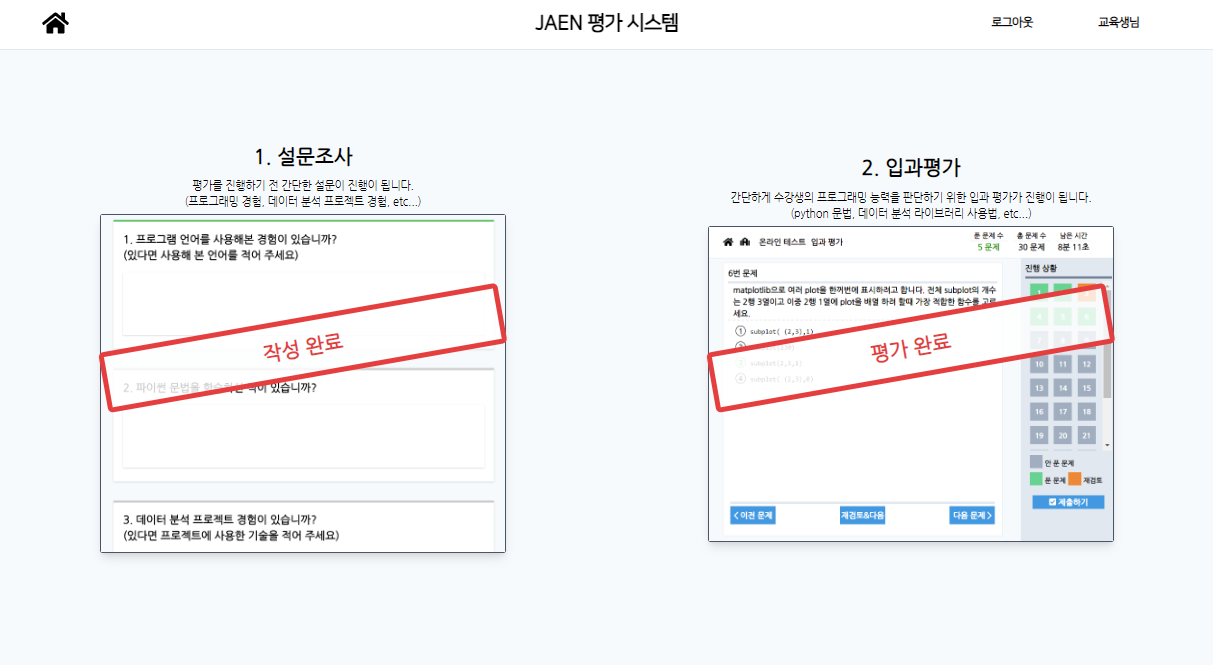 JAEN 평가 시스템
로그아웃
교육생님
1. 설문조사
평가를 진행하기 전 간단한 설문이 진행이 됩니다.
(프로그래밍 경험, 데이터 분석 프로젝트 경험, etc...)
1. 프로그램 언어를 사용해본 경험이 있습니까?
(있다면 사용해 본 언어를 적어 주세요)
작성 완료
2. 파이썬 문법을 학습하신 적이 있습니까?
3. 데이터 분석 프로젝트 경험이 있습니까?
(있다면 프로젝트에 사용한 기술을 적어 주세요)
2. 입과평가
간단하게 수강생의 프로그래밍 능력을 판단하기 위한 입과 평가가 진행이 됩니다.
(python 문법, 데이터 분석 라이브러리 사용법, etc...)
온라인 테스트 입과 평가
푼 문제 수 총 문제 수 남은 시간
5 문제 30 문제 8분 11초
6번 문제
matplotlib으로 여러 plot을 한꺼번에 표시하려고 합니다. 전체 subplot의 개수
는 2행 3열이고 이중 2행 1열에 plot을 배열 하려 할때 가장 적합한 함수를 고르
세요.
1 subplot( (2,3),1)
평가 완료
3 subplot(2,3,3)
4 subplot( (2,3),0)
< 이전 문제
재검토&다음
다음 문제 >
진행 상황
10 11 12
13 14 15
16 17 18
19 20 21
안 푼 문제
푼 문제 재검토
제출하기